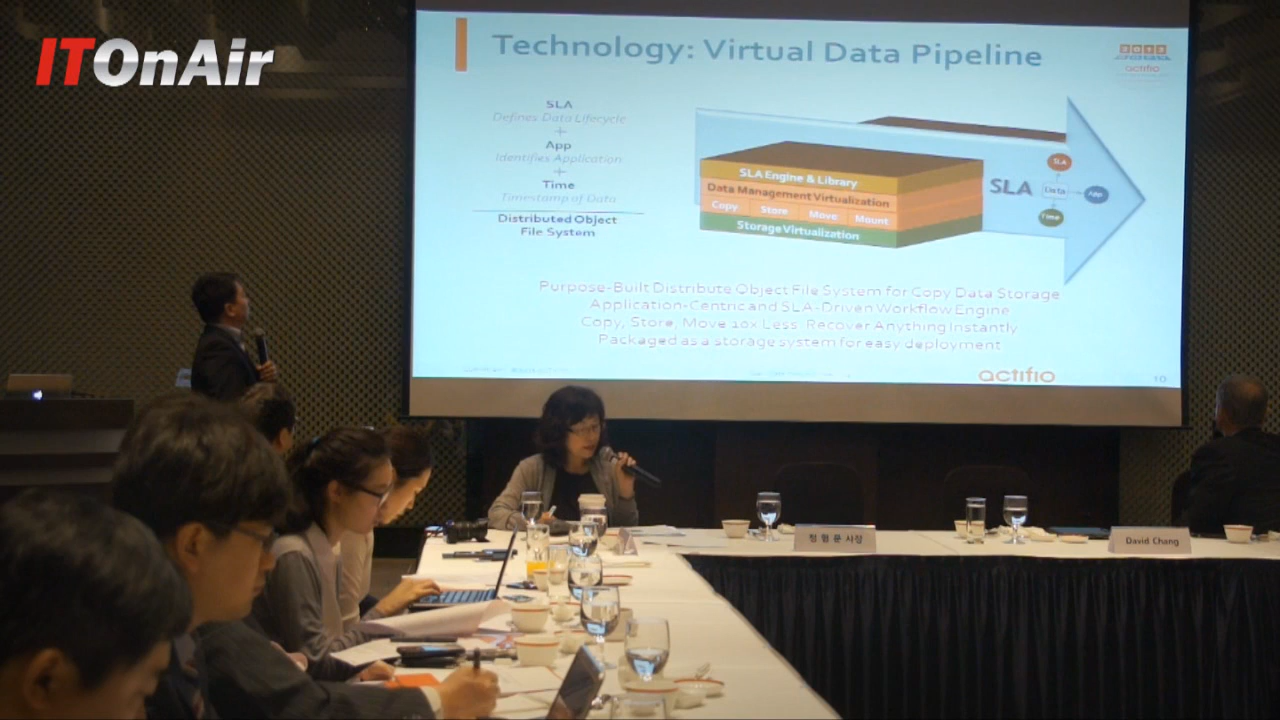 ITOnAir
Technology: Virtual Data Pipeline
actifio
SLA
Defines Data Lifecycle
+
App
Identifies Application
+
Time
Timestamp of Data
Distributed Object
File System
SLA Engine & Library
Data Management Virtualization
Copy Store Move Mount
Storage Virtualization
SLA
SLA
Data
App
Time
Purpose-Built Distribute Object File System for Copy Data Storage
Application-Centric and SLA-Driven Workflow Engine
Copy, Store, Move 10x Less, Recover Anything Instantly
Packaged as a storage system for easy deployment
actifio
10
David Chang